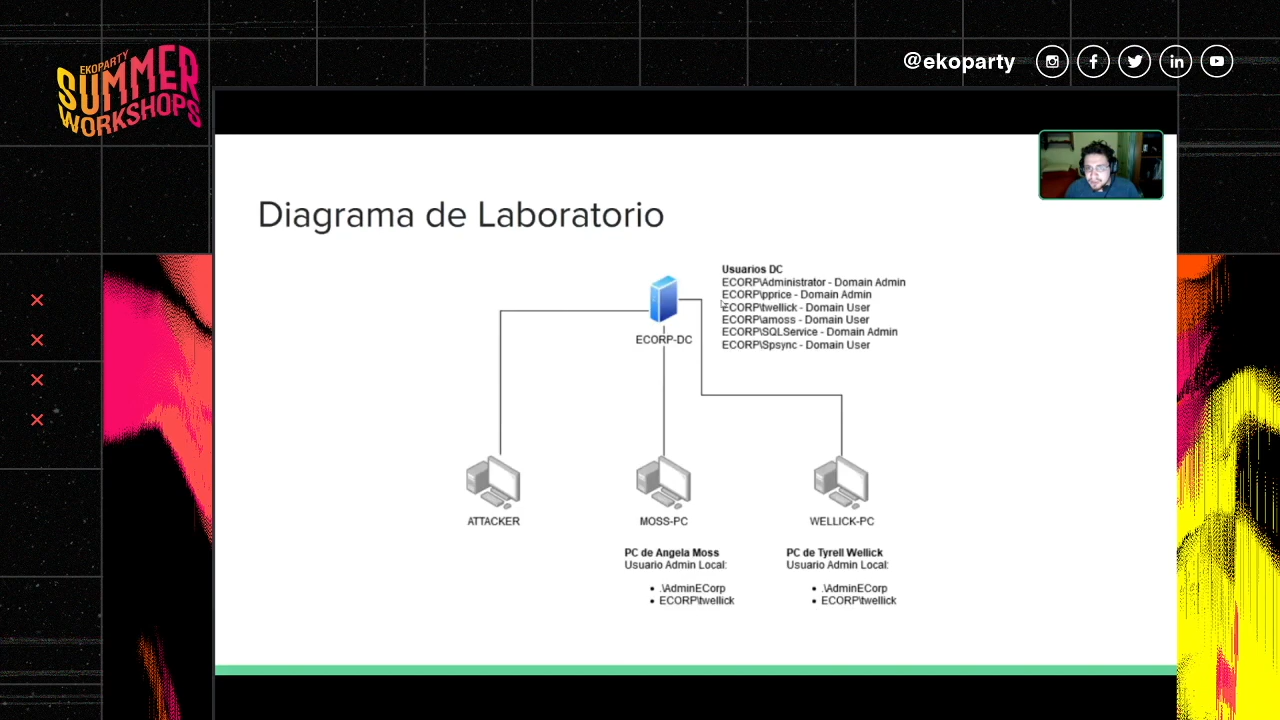 EKOPARTY
SUMMER
WORKSHOPS
@ekoparty
Diagrama de Laboratorio
Usuarios DC
ECORP\Administrator - Domain Admin
ECORP\pprice - Domain Admin
ECORP\twellick - Domain User
ECORP\amoss - Domain User
ECORP\SQLService - Domain Admin
ECORP\Spsync - Domain User
ECORP-DC
ATTACKER
MOSS-PC
WELLICK-PC
PC de Angela Moss
Usuario Admin Local:
• .\AdminECorp
• ECORP\twellick
PC de Tyrell Wellick
Usuario Admin Local:
• .\AdminECorp
• ECORP\twellick